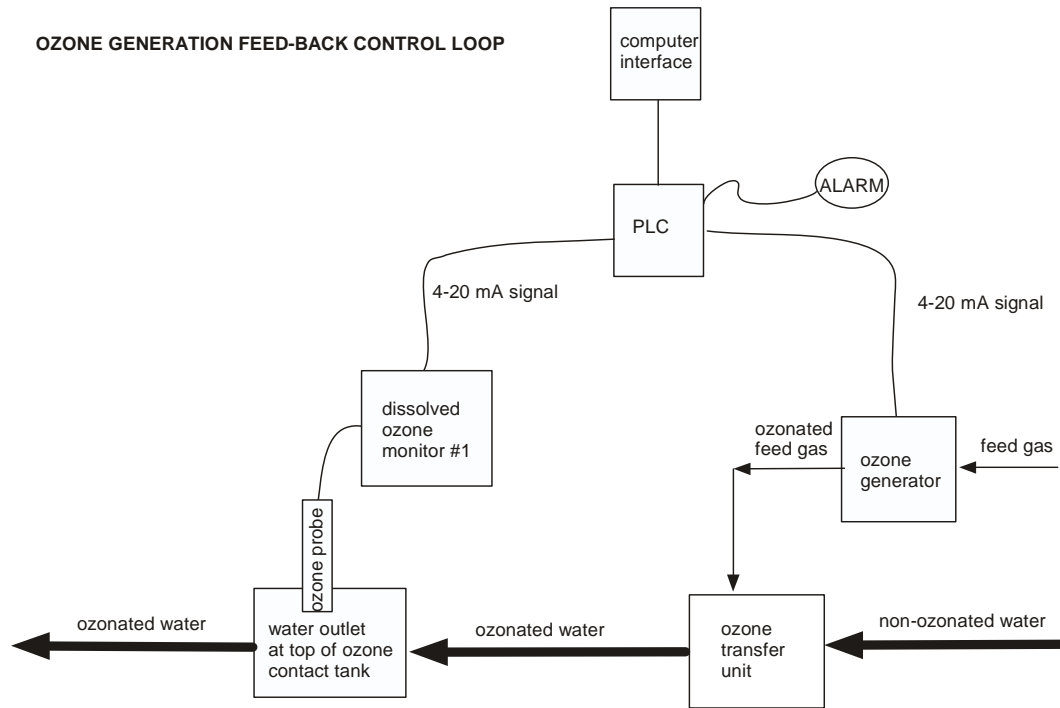 OZONE GENERATION FEED-BACK CONTROL LOOP
computer
interface
ALARM
PLC
4-20 mA signal
4-20 mA signal
dissolved
ozone
monitor #1
ozonated
feed gas
feed gas
ozone
generator
ozone probe
ozonated water
water outlet
at top of ozone
contact tank
ozonated water
ozone
transfer
unit
non-ozonated water